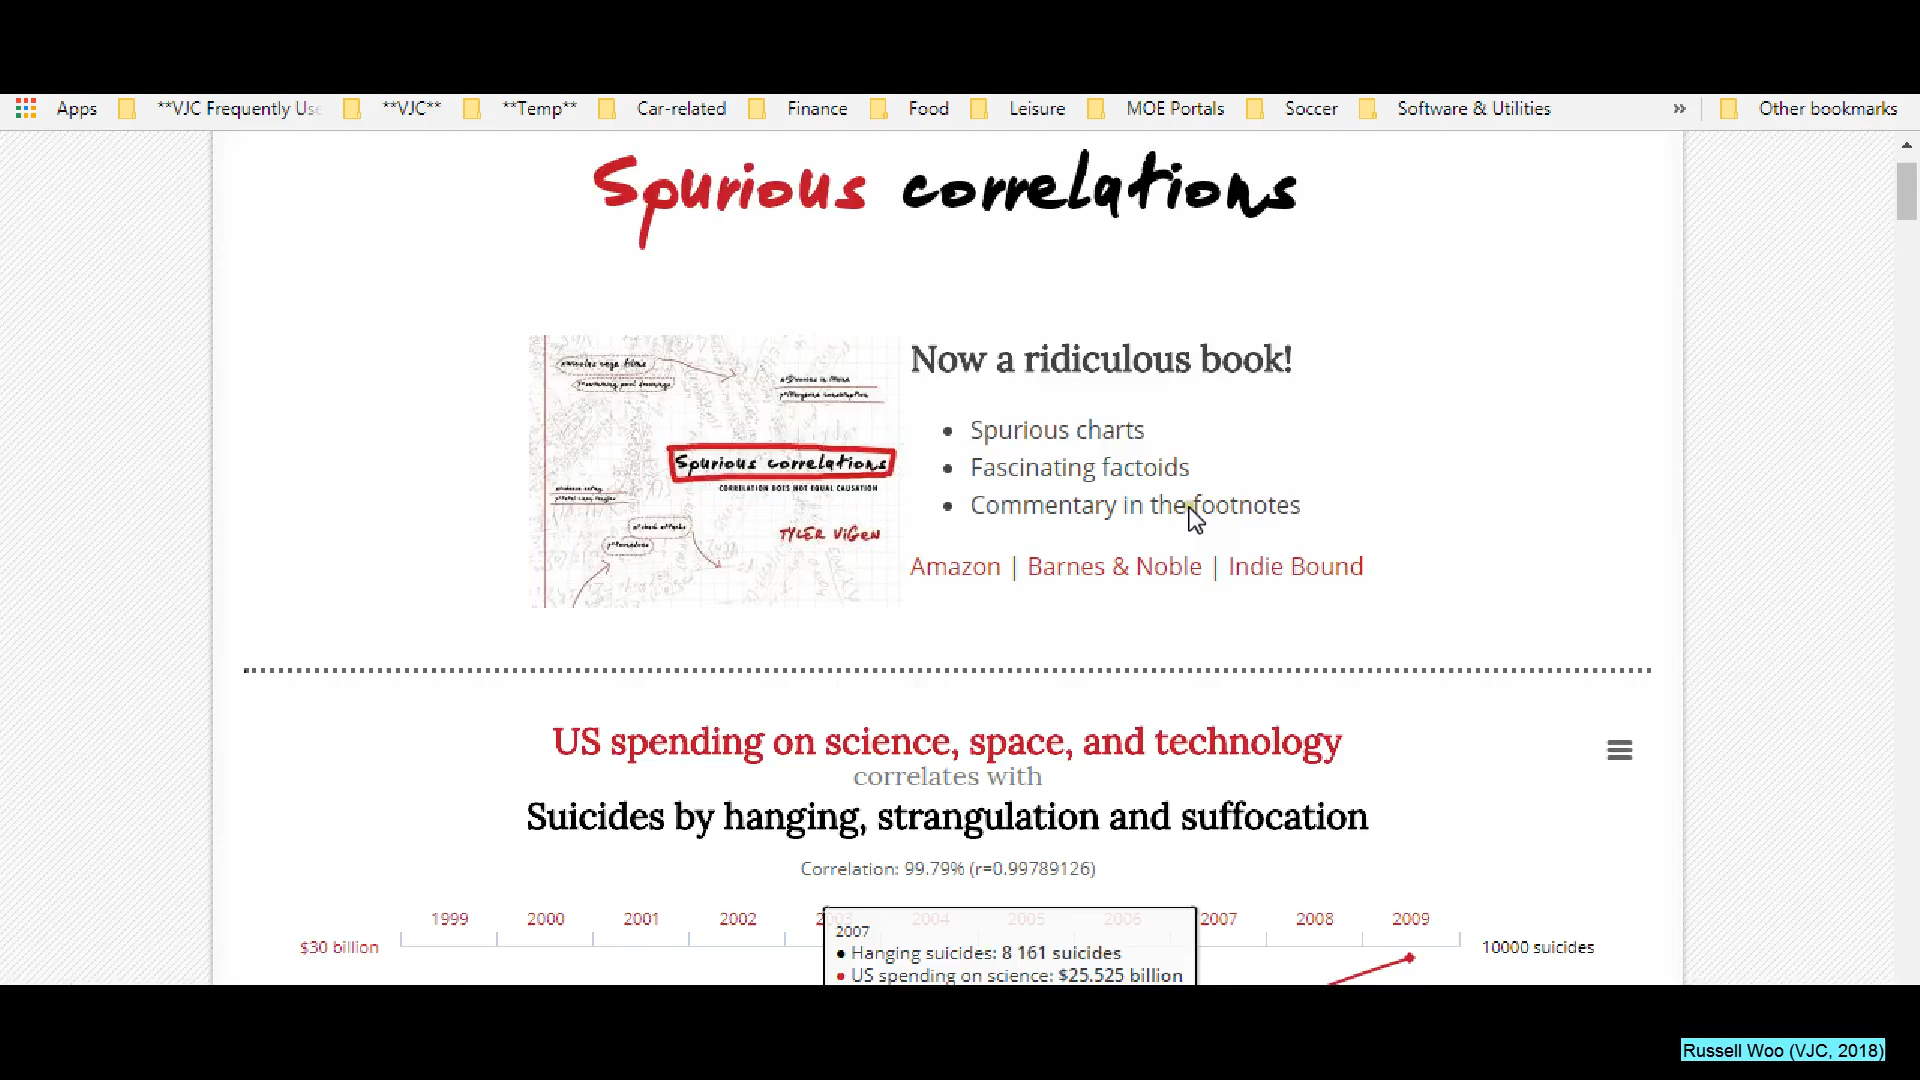 Apps **VJC Frequently Us **VJC** **Temp** Car-related Finance Food Leisure MOE Portals Soccer Software & Utilities » Other bookmarks
Spurious correlations
Now a ridiculous book!
• Spurious charts
• Fascinating factoids
• Commentary in the footnotes
Amazon | Barnes & Noble | Indie Bound
Spurious correlations
CORRELATION DOES NOT EQUAL CAUSATION
TYLER VIGEN
US spending on science, space, and technology
correlates with
Suicides by hanging, strangulation and suffocation
Correlation: 99.79% (r=0.99789126)
1999 2000 2001 2002 2003 2004 2005 2006 2007 2008 2009
$30 billion
10000 suicides
2007
● Hanging suicides: 8 161 suicides
● US spending on science: $25.525 billion
Russell Woo (VJC, 2018)